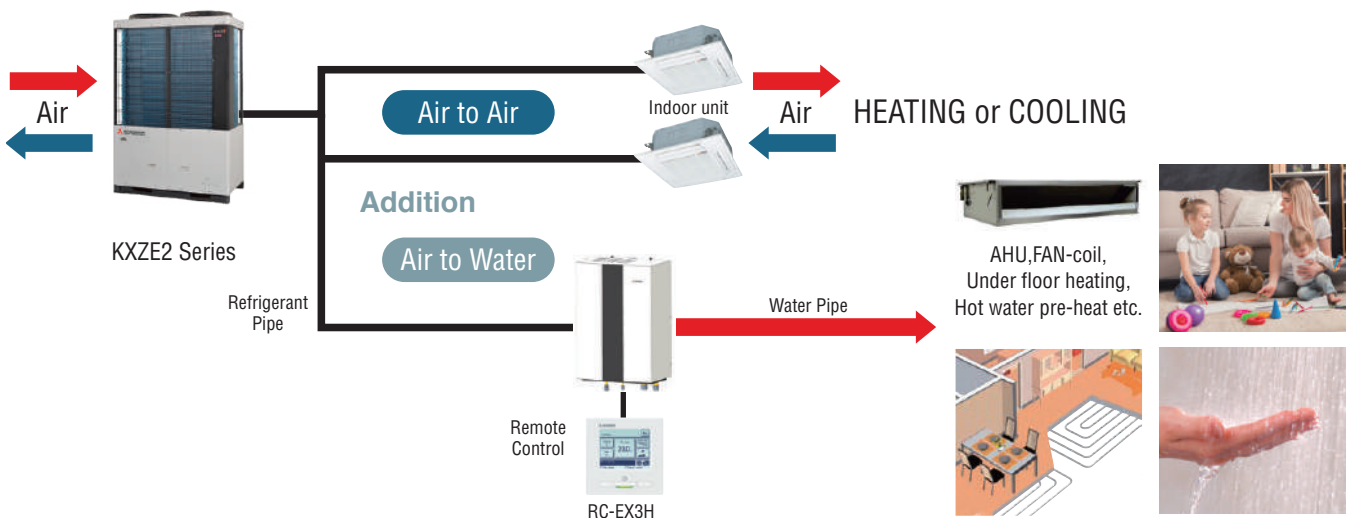 Air
KXZE2 Series
Air to Air
Indoor unit
Air
HEATING or COOLING
Addition
Air to Water
Refrigerant
Pipe
Water Pipe
AHU,FAN-coil,
Under floor heating,
Hot water pre-heat etc.
Remote
Control
RC-EX3H